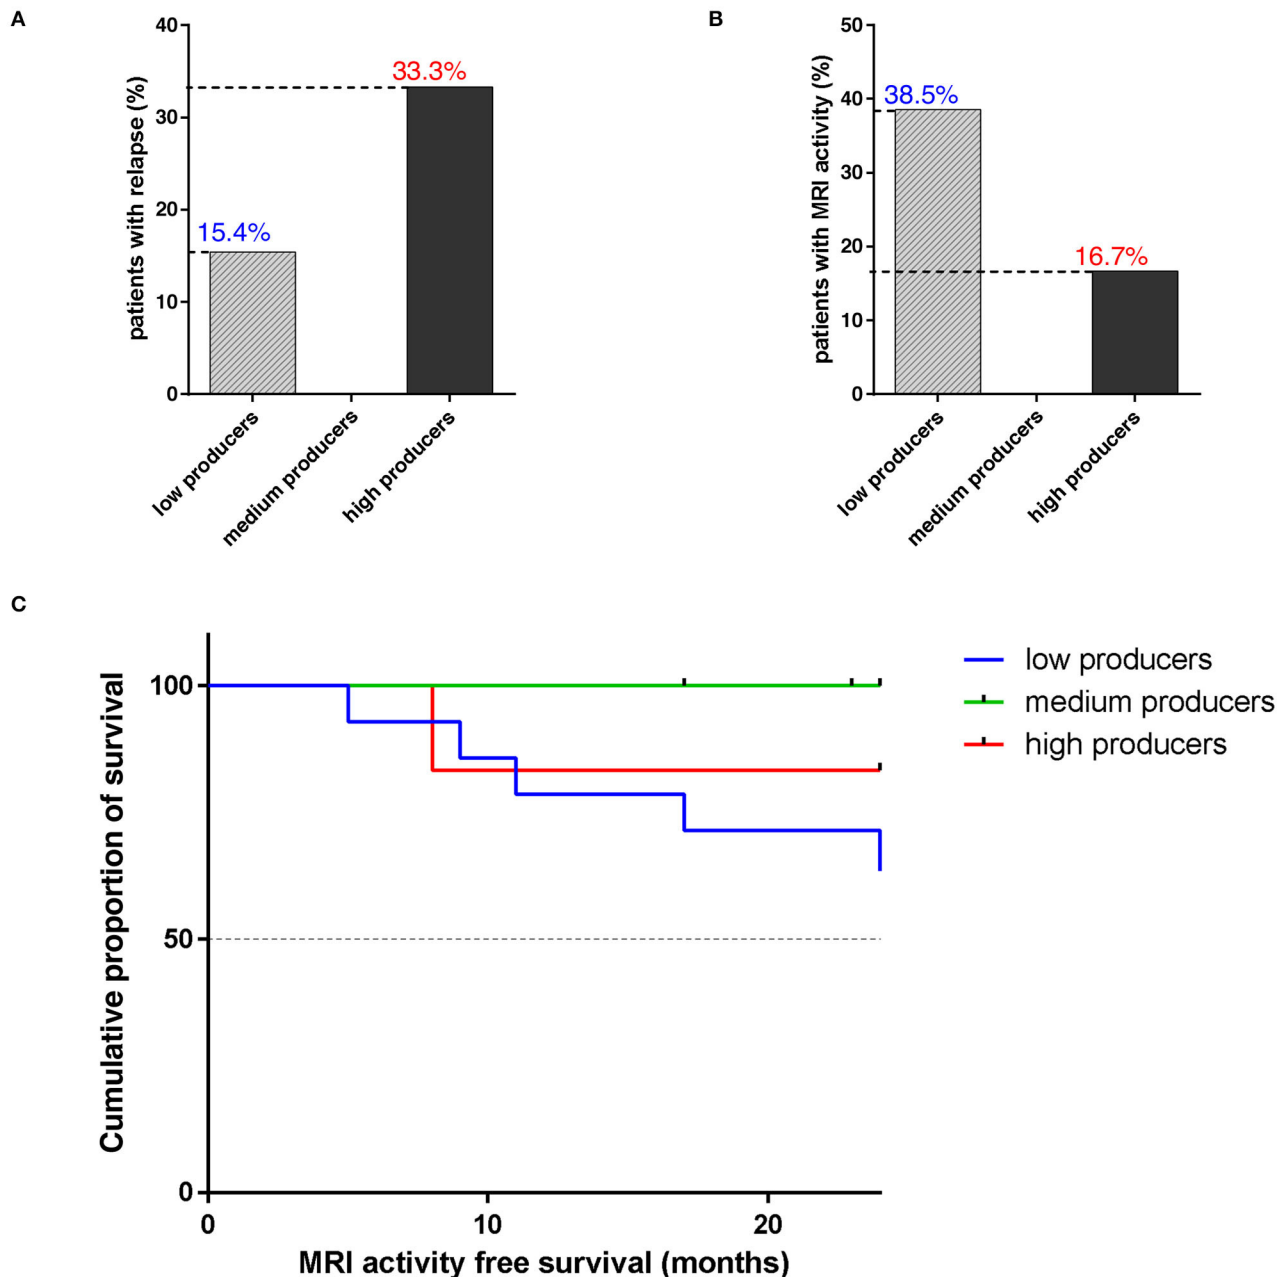 A
patients with relapse (%)
40
30
20
10
0
15.4%
33.3%
low producers
medium producers
high producers
B
patients with MRI activity (%)
50
40
30
20
10
0
38.5%
16.7%
low producers
medium producers
high producers
C
Cumulative proportion of survival
100
50
0
0
10
20
MRI activity free survival (months)
low producers
medium producers
high producers